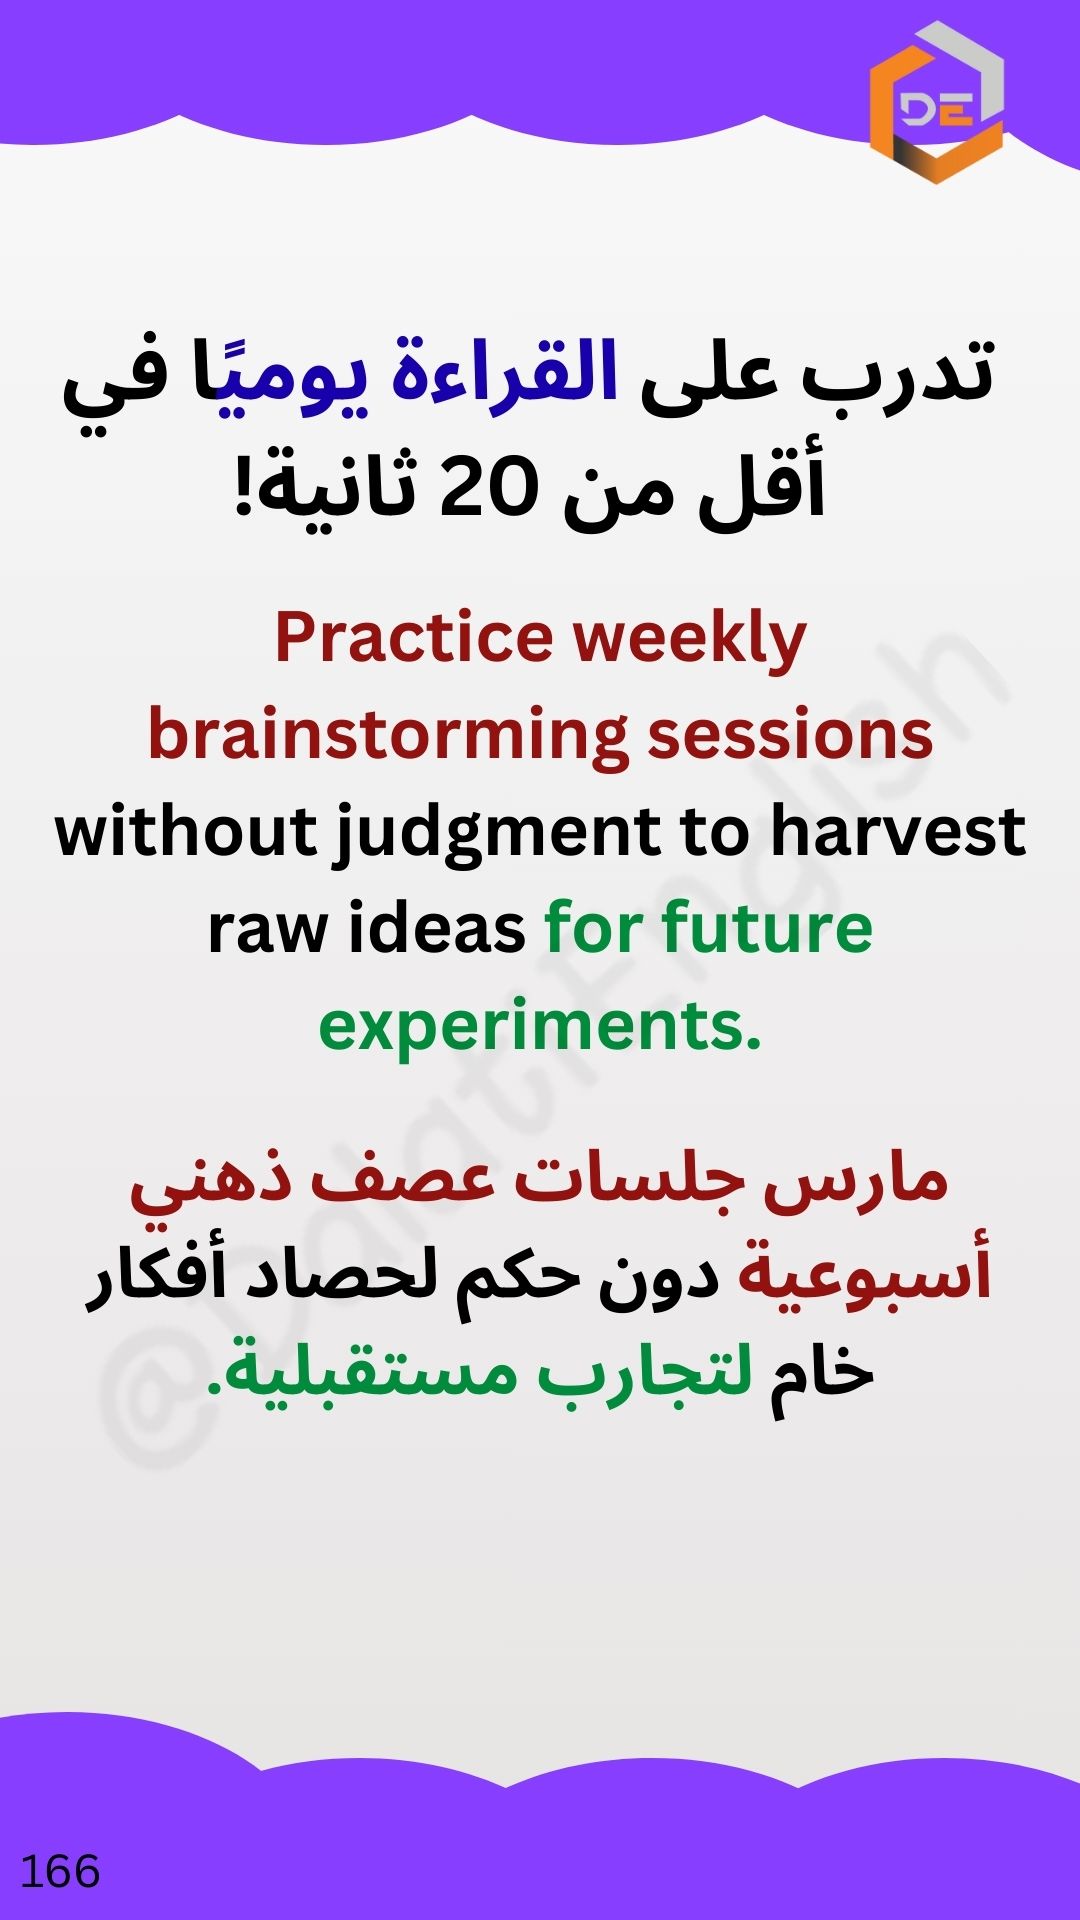 DE
تدرب على القراءة يوميًا في
أقل من 20 ثانية!
Practice weekly
brainstorming sessions
without judgment to harvest
raw ideas for future
experiments.
مارس جلسات عصف ذهني
أسبوعية دون حكم لحصاد أفكار
خام لتجارب مستقبلية.
@DalatiEnglish
166